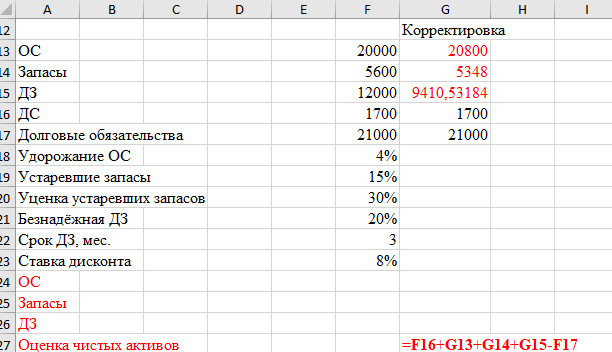 A B C D E F G H I
12 Корректировка
13 ОС 20000 20800
14 Запасы 5600 5348
15 ДЗ 12000 9410,53184
16 ДС 1700 1700
17 Долговые обязательства 21000 21000
18 Удорожание ОС 4%
19 Устаревшие запасы 15%
20 Уценка устаревших запасов 30%
21 Безнадёжная ДЗ 20%
22 Срок ДЗ, мес. 3
23 Ставка дисконта 8%
24 ОС
25 Запасы
26 ДЗ
27 Оценка чистых активов =F16+G13+G14+G15-F17